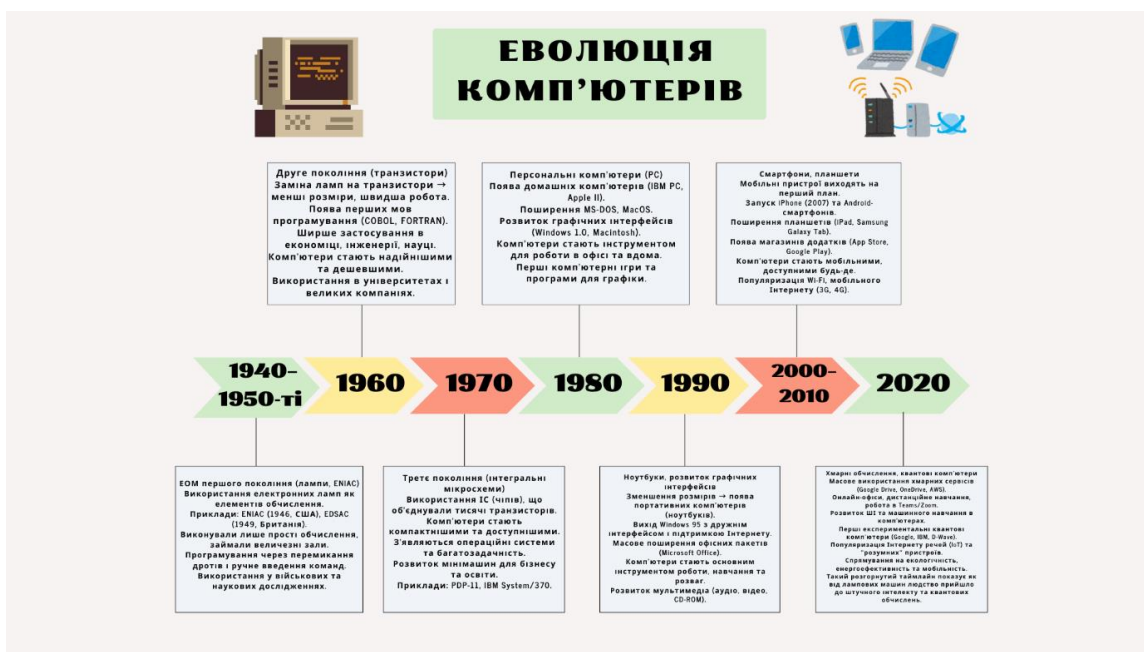 ЕВОЛЮЦІЯ
КОМП'ЮТЕРІВ
Друге покоління (транзистори)
Заміна ламп на транзистори →
менші розміри, швидша робота.
Поява перших мов
програмування (COBOL, FORTRAN).
Ширше застосування в
економіці, інженерії, науці.
Комп'ютери стають надійнішими
та дешевшими.
Використання в університетах і
великих компаніях.
Персональні комп'ютери (PC)
Поява домашніх комп'ютерів (IBM PC,
Apple II).
Поширення MS-DOS, MacOS.
Розвиток графічних інтерфейсів
(Windows 1.0, Macintosh).
Комп'ютери стають інструментом
для роботи в офісі та вдома.
Перші комп'ютерні ігри та
програми для графіки.
Смартфони, планшети
Мобільні пристрої виходять на
перший план.
Запуск iPhone (2007) та Android-
смартфонів.
Поширення планшетів (iPad, Samsung
Galaxy Tab).
Поява магазинів додатків (App Store,
Google Play).
Комп'ютери стають мобільними,
доступними будь-де.
Популяризація Wi-Fi, мобільного
Інтернету (3G, 4G).
1940–
1950-ті
1960
1970
1980
1990
2000–
2010
2020
ЕОМ першого покоління (лампи, ENIAC)
Використання електронних ламп як
елементів обчислення.
Приклади: ENIAC (1946, США), EDSAC
(1949, Британія).
Виконували лише прості обчислення,
займали величезні зали.
Програмування через перемикання
дротів і ручне введення команд.
Використання у військових та
наукових дослідженнях.
Третє покоління (інтегральні
мікросхеми)
Використання ІС (чіпів), що
об'єднували тисячі транзисторів.
Комп'ютери стають
компактнішими та доступнішими.
З'являються операційні системи
та багатозадачність.
Розвиток мінімашин для бізнесу
та освіти.
Приклади: PDP-11, IBM System/370.
Ноутбуки, розвиток графічних
інтерфейсів
Зменшення розмірів → поява
портативних комп'ютерів
(ноутбуків).
Вихід Windows 95 з дружнім
інтерфейсом і підтримкою Інтернету.
Масове поширення офісних пакетів
(Microsoft Office).
Комп'ютери стають основним
інструментом роботи, навчання та
розваг.
Розвиток мультимедіа (аудіо, відео,
CD-ROM).
Хмарні обчислення, квантові комп'ютери
Масове використання хмарних сервісів
(Google Drive, OneDrive, AWS).
Онлайн-офіси, дистанційне навчання,
робота в Teams/Zoom.
Розвиток ШІ та машинного навчання в
комп'ютерах.
Перші експериментальні квантові
комп'ютери (Google, IBM, D-Wave).
Популяризація Інтернету речей (IoT) та
"розумних" пристроїв.
Спрямування на екологічність,
енергоефективність та мобільність.
Такий розгорнутий таймлайн показує як
від лампових машин людство прийшло
до штучного інтелекту та квантових
обчислень.